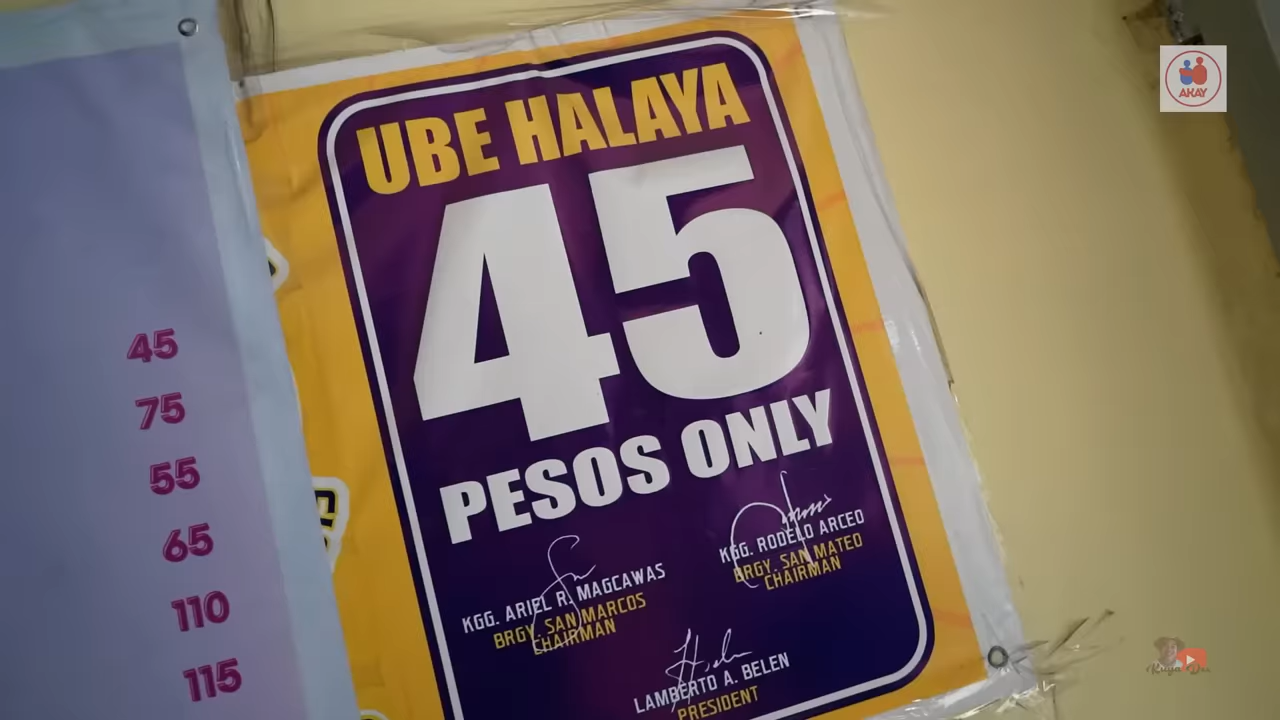 UBE HALAYA
45
PESOS ONLY
KGG. RODELO ARCEO
BRGY. SAN MATEO
CHAIRMAN
KGG. ARIEL R. MAGCAWAS
BRGY. SAN MARCOS
CHAIRMAN
LAMBERTO A. BELEN
PRESIDENT
45
75
55
65
110
115
AKAY